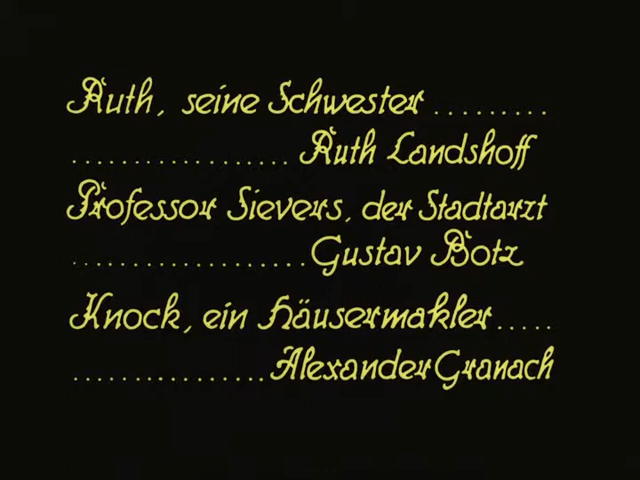 Ruth, seine Schwester .........
.................. Ruth Landshoff
Professor Sievers, der Stadtarzt
................... Gustav Botz
Knock, ein Häusermakler .....
................ Alexander Granach